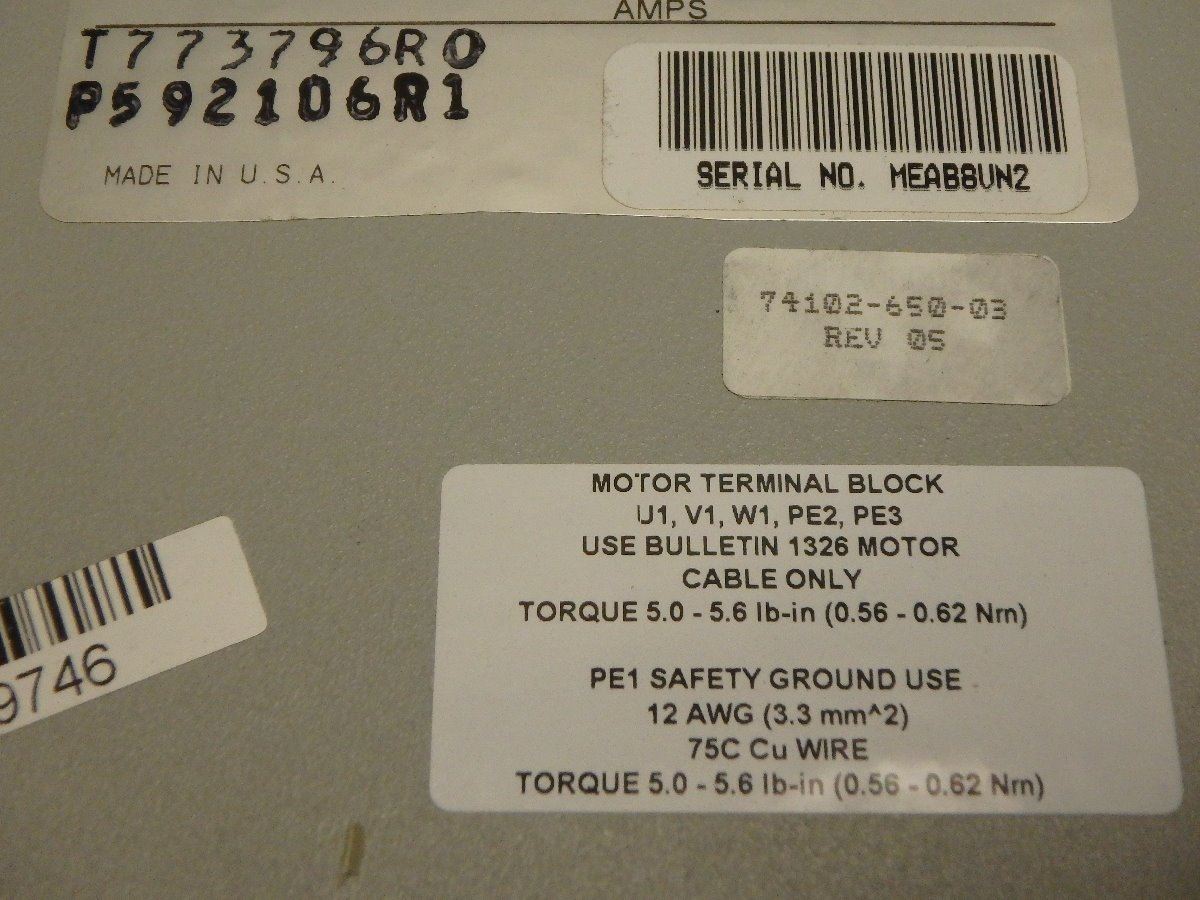 AMPS
T773796R0
P592106R1
MADE IN U.S.A.
SERIAL NO. MEAB8UN2
74102-650-03
REV 05
MOTOR TERMINAL BLOCK
U1, V1, W1, PE2, PE3
USE BULLETIN 1326 MOTOR
CABLE ONLY
TORQUE 5.0 - 5.6 lb-in (0.56 - 0.62 Nm)
PE1 SAFETY GROUND USE
12 AWG (3.3 mm^2)
75C Cu WIRE
TORQUE 5.0 - 5.6 lb-in (0.56 - 0.62 Nm)
9746